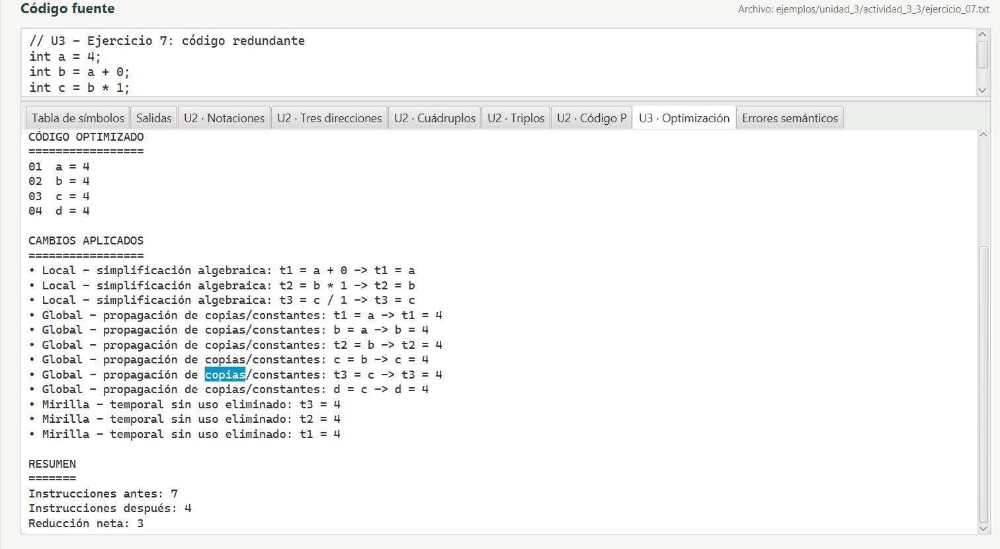 Código fuente
Archivo: ejemplos/unidad_3/actividad_3_3/ejercicio_07.txt
// U3 - Ejercicio 7: código redundante
int a = 4;
int b = a + 0;
int c = b * 1;
Tabla de símbolos Salidas U2 · Notaciones U2 · Tres direcciones U2 · Cuádruplos U2 · Triplos U2 · Código P U3 · Optimización Errores semánticos
CÓDIGO OPTIMIZADO
=================
01  a = 4
02  b = 4
03  c = 4
04  d = 4
CAMBIOS APLICADOS
=================
• Local - simplificación algebraica: t1 = a + 0 -> t1 = a
• Local - simplificación algebraica: t2 = b * 1 -> t2 = b
• Local - simplificación algebraica: t3 = c / 1 -> t3 = c
• Global - propagación de copias/constantes: t1 = a -> t1 = 4
• Global - propagación de copias/constantes: b = a -> b = 4
• Global - propagación de copias/constantes: t2 = b -> t2 = 4
• Global - propagación de copias/constantes: c = b -> c = 4
• Global - propagación de copias/constantes: t3 = c -> t3 = 4
• Global - propagación de copias/constantes: d = c -> d = 4
• Mirilla - temporal sin uso eliminado: t3 = 4
• Mirilla - temporal sin uso eliminado: t2 = 4
• Mirilla - temporal sin uso eliminado: t1 = 4
RESUMEN
=======
Instrucciones antes: 7
Instrucciones después: 4
Reducción neta: 3